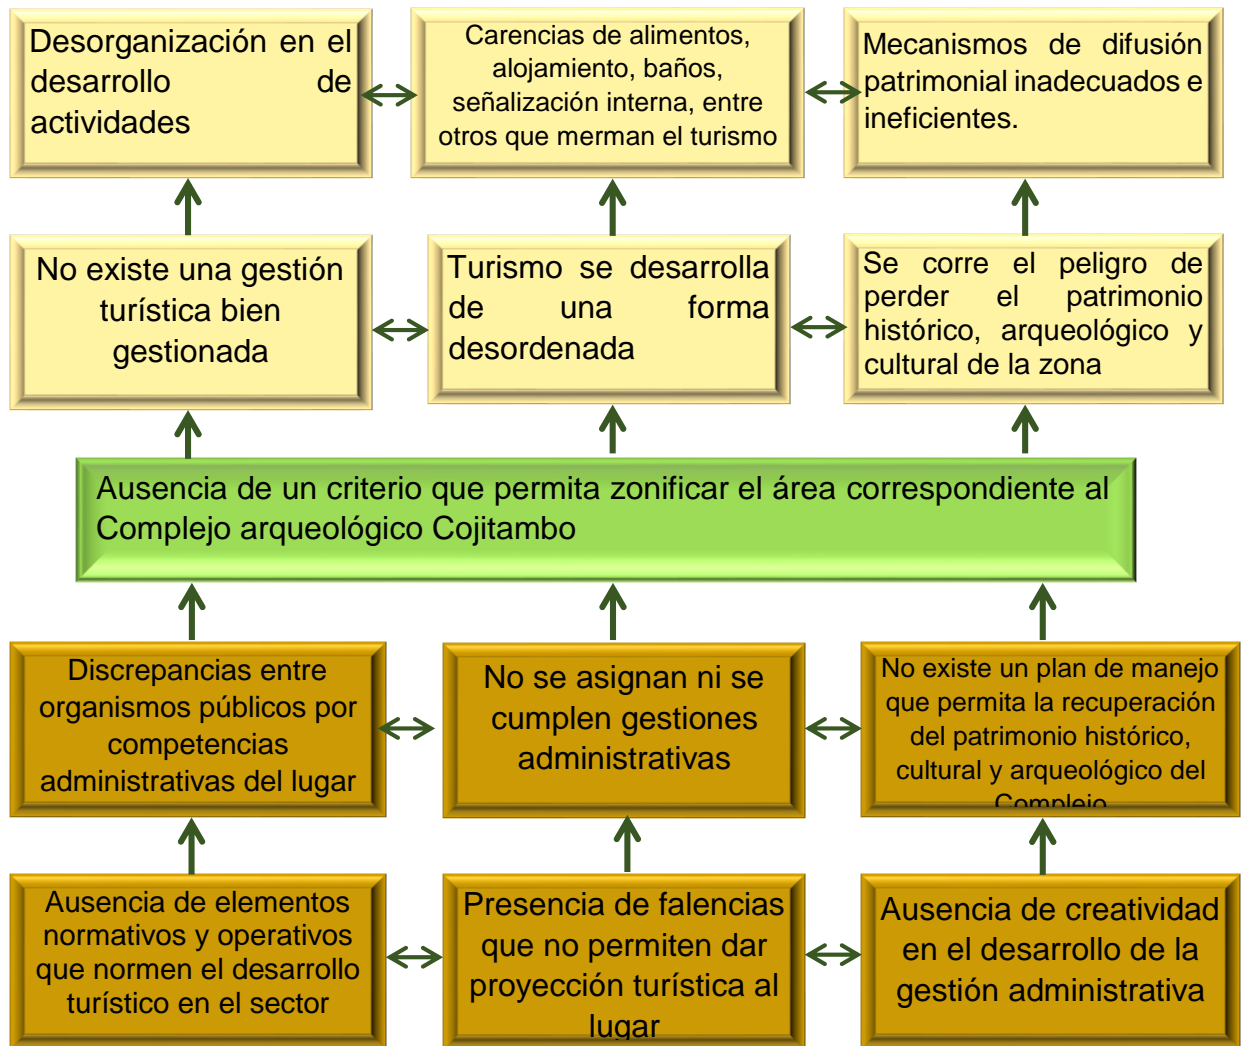 Desorganización en el
desarrollo de
actividades
Carencias de alimentos,
alojamiento, baños,
señalización interna, entre
otros que merman el turismo
Mecanismos de difusión
patrimonial inadecuados e
ineficientes.
No existe una gestión
turística bien
gestionada
Turismo se desarrolla
de una forma
desordenada
Se corre el peligro de
perder el patrimonio
histórico, arqueológico y
cultural de la zona
Ausencia de un criterio que permita zonificar el área correspondiente al
Complejo arqueológico Cojitambo
Discrepancias entre
organismos públicos por
competencias
administrativas del lugar
No se asignan ni se
cumplen gestiones
administrativas
No existe un plan de manejo
que permita la recuperación
del patrimonio histórico,
cultural y arqueológico del
Complejo
Ausencia de elementos
normativos y operativos
que normen el desarrollo
turístico en el sector
Presencia de falencias
que no permiten dar
proyección turística al
lugar
Ausencia de creatividad
en el desarrollo de la
gestión administrativa